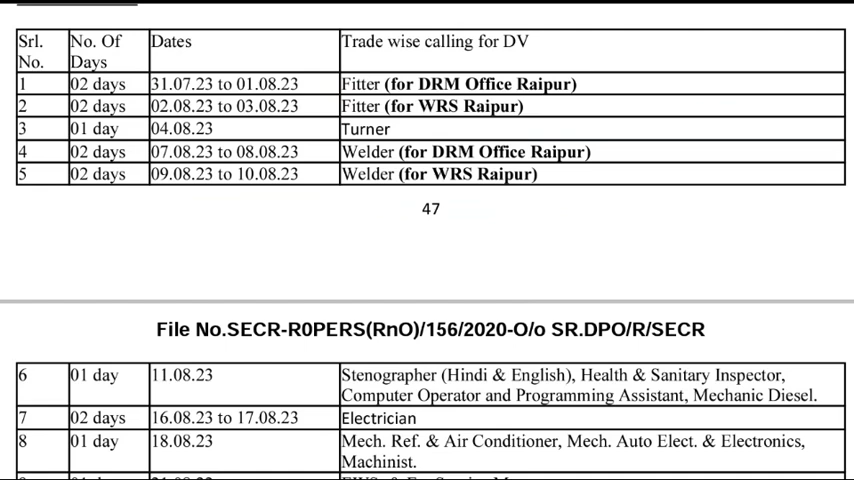 Srl. No. Of Dates Trade wise calling for DV
No. Days
1 02 days 31.07.23 to 01.08.23 Fitter (for DRM Office Raipur)
2 02 days 02.08.23 to 03.08.23 Fitter (for WRS Raipur)
3 01 day 04.08.23 Turner
4 02 days 07.08.23 to 08.08.23 Welder (for DRM Office Raipur)
5 02 days 09.08.23 to 10.08.23 Welder (for WRS Raipur)
47
File No.SECR-R0PERS(RnO)/156/2020-O/o SR.DPO/R/SECR
6 01 day 11.08.23 Stenographer (Hindi & English), Health & Sanitary Inspector,
Computer Operator and Programming Assistant, Mechanic Diesel.
7 02 days 16.08.23 to 17.08.23 Electrician
8 01 day 18.08.23 Mech. Ref. & Air Conditioner, Mech. Auto Elect. & Electronics,
Machinist.